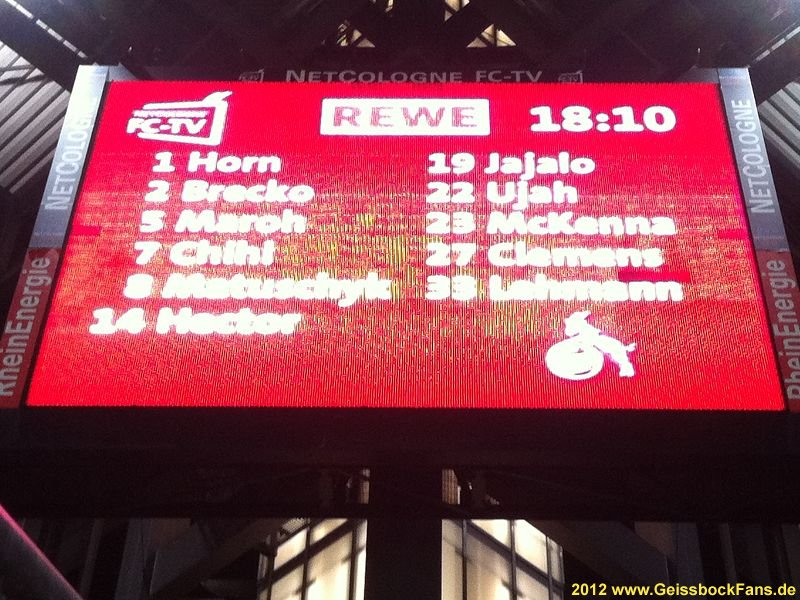 NETCOLOGNE FC-TV
FC-TV
REWE
18:10
1 Horn
2 Brecko
5 Maroh
7 Chihi
8 Matuschyk
14 Hector
19 Jajalo
22 Ujah
23 McKenna
27 Clemens
33 Lehmann
NETCOLOGNE
RheinEnergie
NETCOLOGNE
RheinEnergie
2012 www.GeissbockFans.de